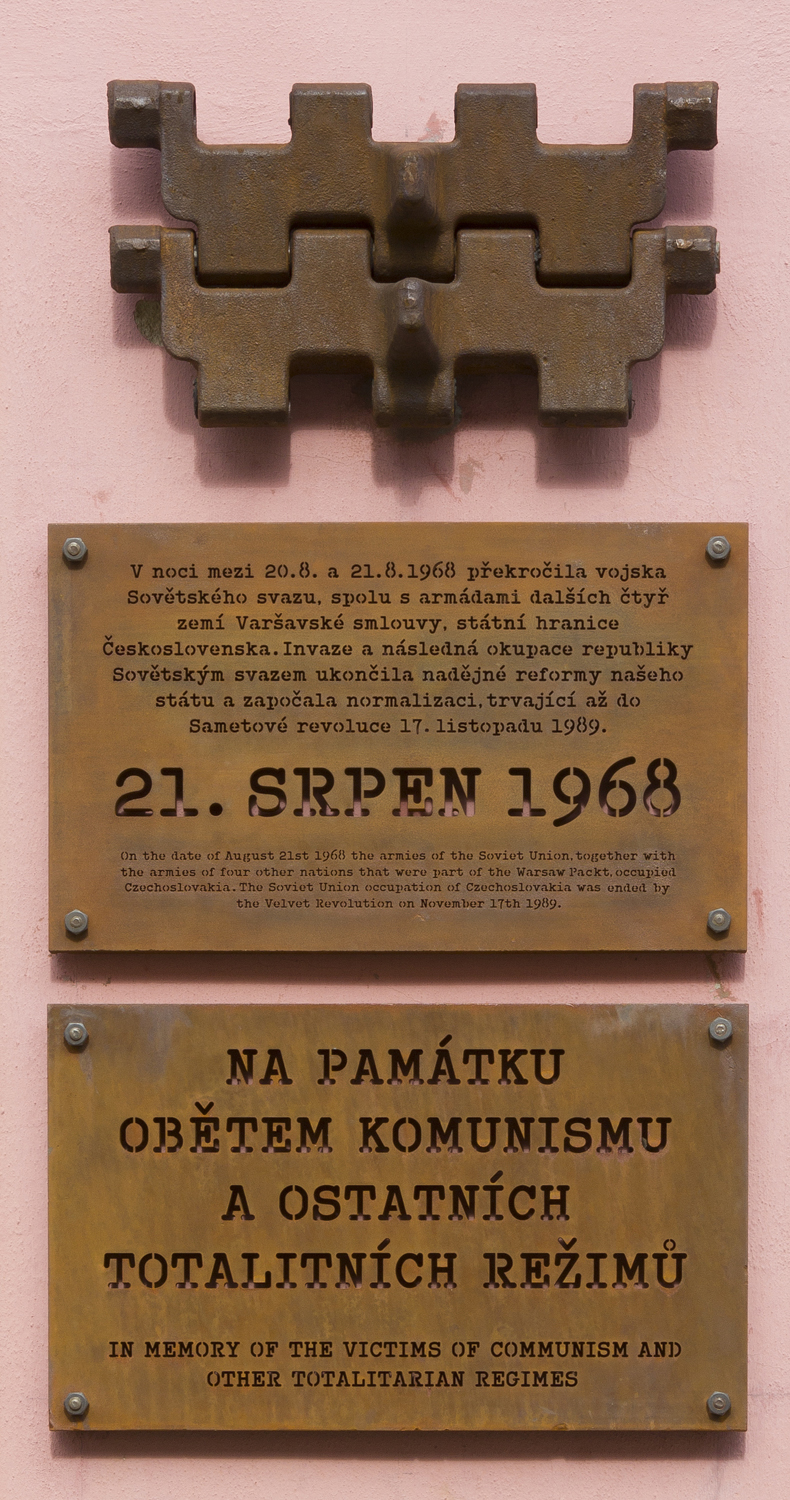 V noci mezi 20.8. a 21.8.1968 překročila vojska
Sovětského svazu, spolu s armádami dalších čtyř
zemí Varšavské smlouvy, státní hranice
Československa. Invaze a následná okupace republiky
Sovětským svazem ukončila nadějné reformy našeho
státu a započala normalizaci, trvající až do
Sametové revoluce 17. listopadu 1989.
21. SRPEN 1968
On the date of August 21st 1968 the armies of the Soviet Union, together with
the armies of four other nations that were part of the Warsaw Packt, occupied
Czechoslovakia. The Soviet Union occupation of Czechoslovakia was ended by
the Velvet Revolution on November 17th 1989.
NA PAMÁTKU
OBĚTEM KOMUNISMU
A OSTATNÍCH
TOTALITNÍCH REŽIMŮ
IN MEMORY OF THE VICTIMS OF COMMUNISM AND
OTHER TOTALITARIAN REGIMES